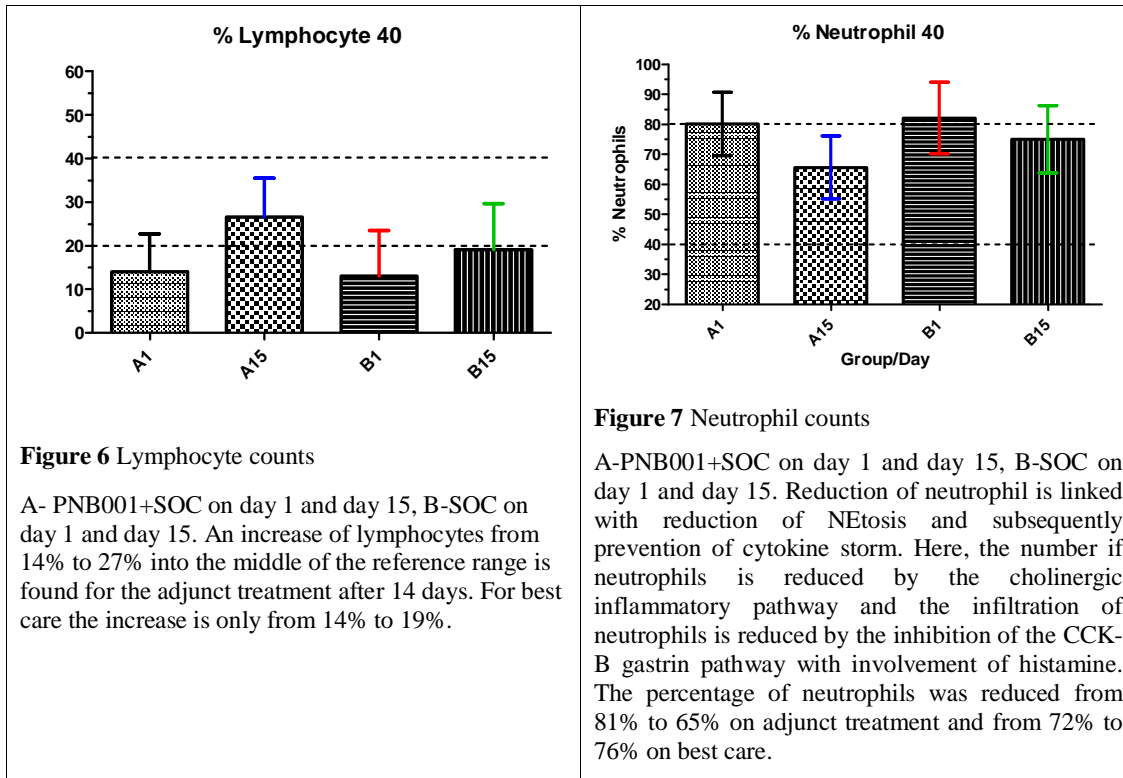 % Lymphocyte 40
60
50
40
30
20
10
0
A1
A15
B1
B15
Figure 6 Lymphocyte counts
A- PNB001+SOC on day 1 and day 15, B-SOC on
day 1 and day 15. An increase of lymphocytes from
14% to 27% into the middle of the reference range is
found for the adjunct treatment after 14 days. For best
care the increase is only from 14% to 19%.
% Neutrophil 40
% Neutrophils
100
90
80
70
60
50
40
30
20
A1
A15
B1
B15
Group/Day
Figure 7 Neutrophil counts
A-PNB001+SOC on day 1 and day 15, B-SOC on
day 1 and day 15. Reduction of neutrophil is linked
with reduction of NEtosis and subsequently
prevention of cytokine storm. Here, the number if
neutrophils is reduced by the cholinergic
inflammatory pathway and the infiltration of
neutrophils is reduced by the inhibition of the CCK-
B gastrin pathway with involvement of histamine.
The percentage of neutrophils was reduced from
81% to 65% on adjunct treatment and from 72% to
76% on best care.